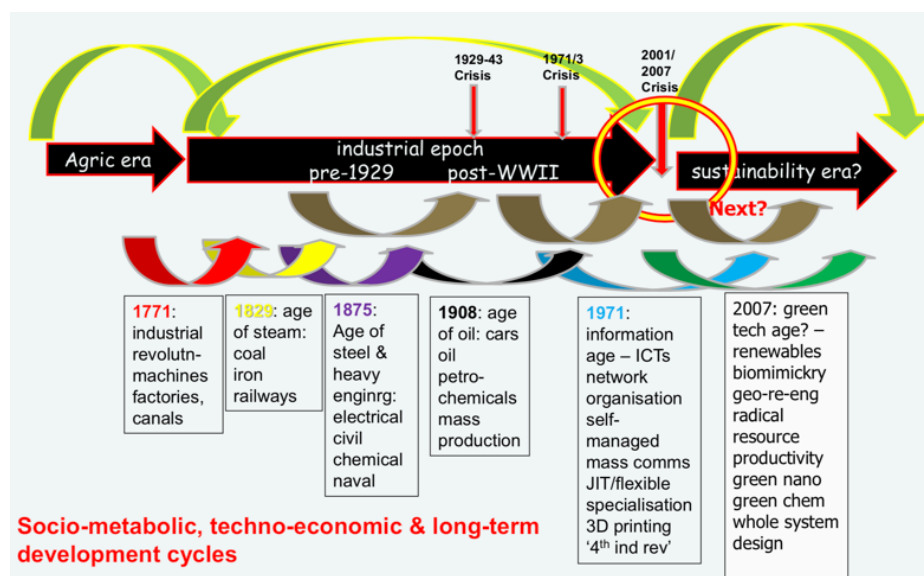 1929-43
Crisis
1971/3
Crisis
2001/
2007
Crisis
Agric era
industrial epoch
pre-1929 post-WWII
sustainability era?
Next?
1771:
industrial
revolutn-
machines
factories,
canals
1829: age
of steam:
coal
iron
railways
1875:
Age of
steel &
heavy
enginrg:
electrical
civil
chemical
naval
1908: age
of oil: cars
oil
petro-
chemicals
mass
production
1971:
information
age – ICTs
network
organisation
self-
managed
mass comms
JIT/flexible
specialisation
3D printing
‘4th ind rev’
2007: green
tech age? –
renewables
biomimickry
geo-re-eng
radical
resource
productivity
green nano
green chem
whole system
design
Socio-metabolic, techno-economic & long-term
development cycles